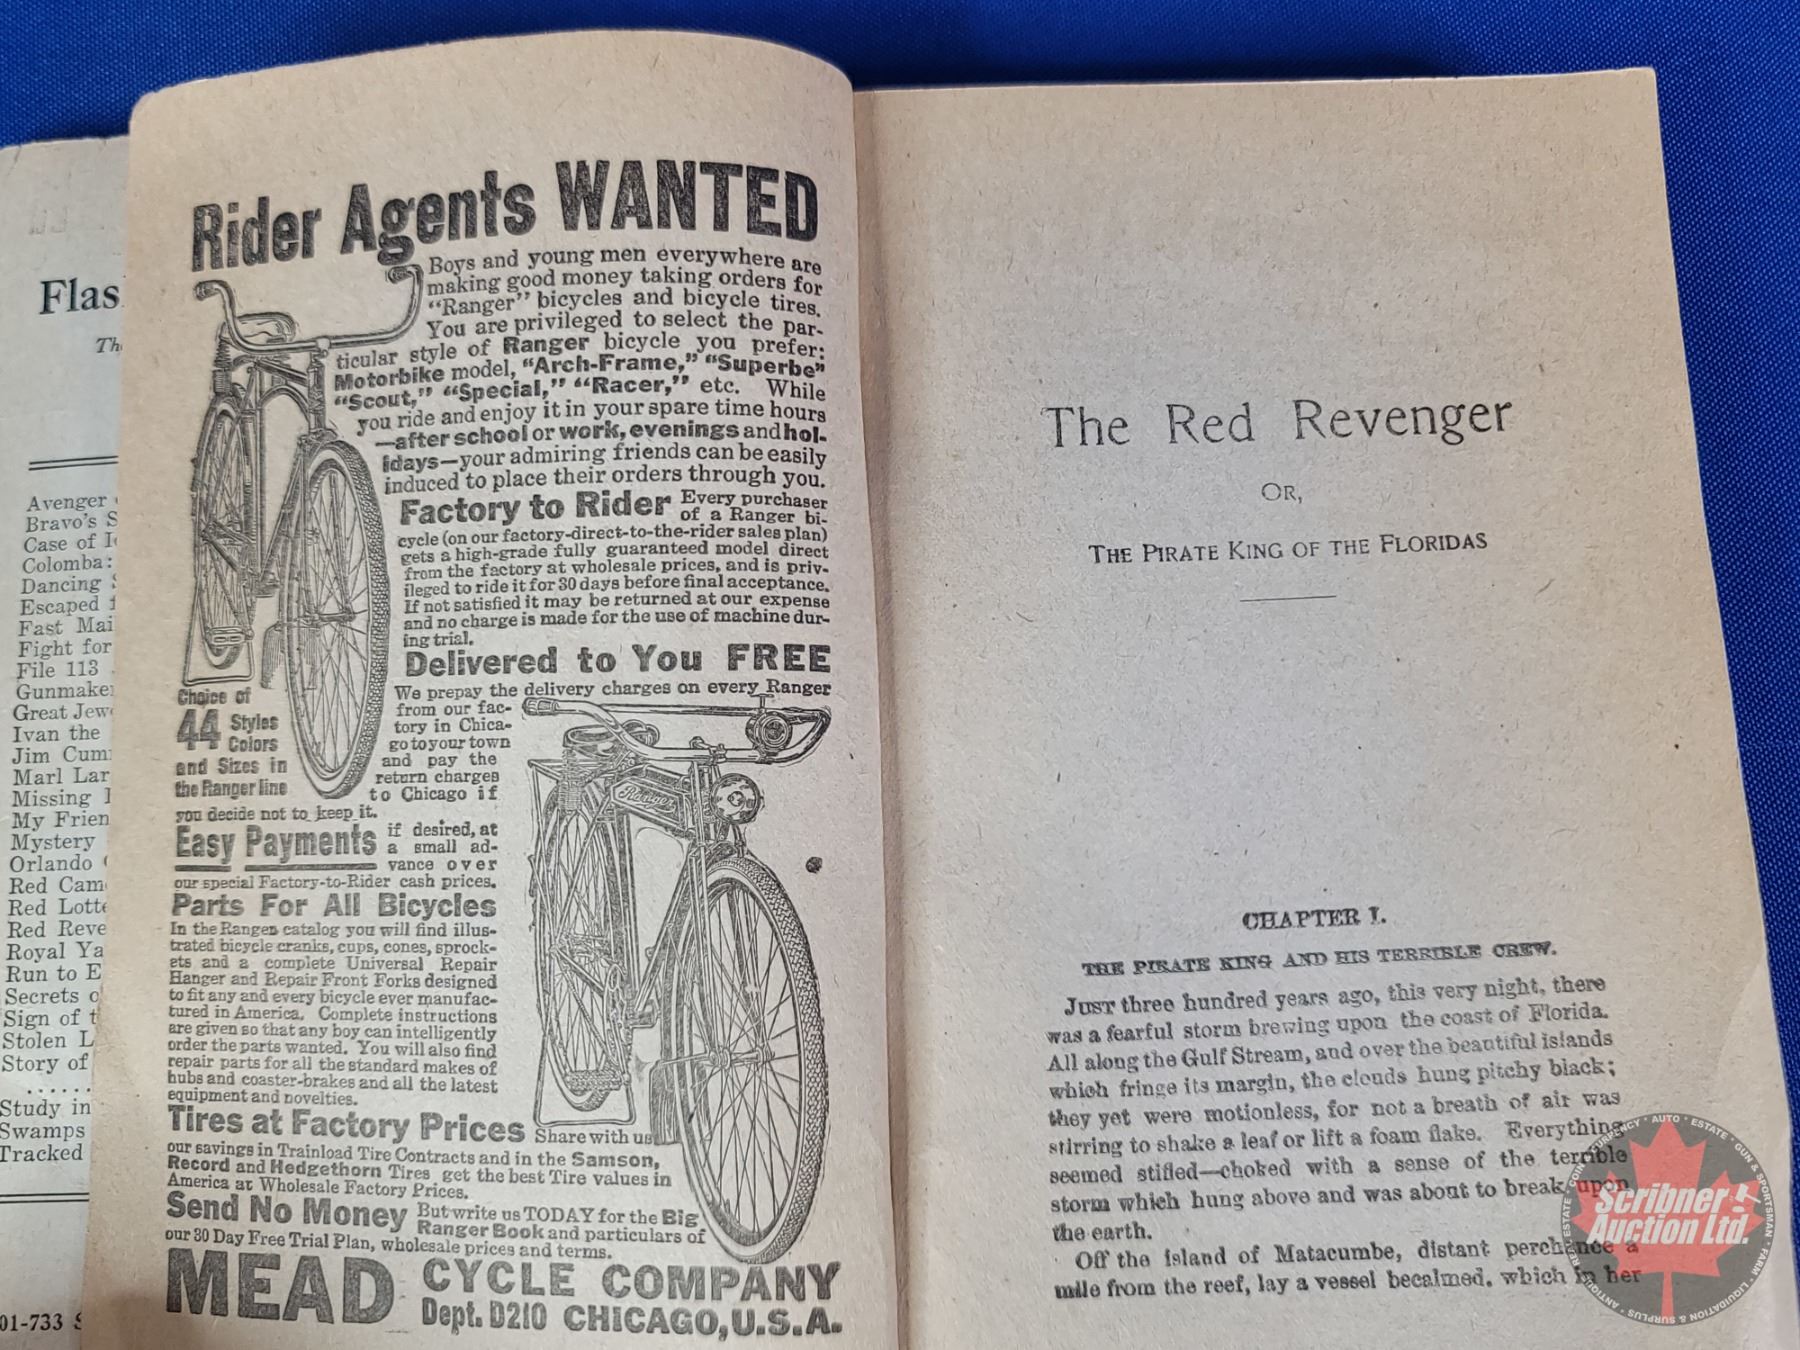 Flas
Th
Avenger
Bravo's S
Case of I
Colomba:
Dancing S
Escaped f
Fast Mai
Fight for
File 113
Gunmake
Great Jew
Ivan the
Jim Cum
Marl Lar
Missing
My Frien
Mystery
Orlando
Red Cam
Red Lotte
Red Reve
Royal Ya
Run to E
Secrets o
Sign of t
Stolen L
Story of
......
Study in
Swamps
Tracked
01-733 S
Rider Agents WANTED
Boys and young men everywhere are
making good money taking orders for
"Ranger" bicycles and bicycle tires.
You are privileged to select the par-
ticular style of Ranger bicycle you prefer:
Motorbike model, "Arch-Frame," "Superbe"
"Scout," "Special," "Racer," etc. While
you ride and enjoy it in your spare time hours
—after school or work, evenings and hol-
idays—your admiring friends can be easily
induced to place their orders through you.
Factory to Rider Every purchaser
of a Ranger bi-
cycle (on our factory-direct-to-the-rider sales plan)
gets a high-grade fully guaranteed model direct
from the factory at wholesale prices, and is priv-
ileged to ride it for 30 days before final acceptance.
If not satisfied it may be returned at our expense
and no charge is made for the use of machine dur-
ing trial.
Delivered to You FREE
We prepay the delivery charges on every Ranger
from our fac-
tory in Chica-
go to your town
and pay the
return charges
to Chicago if
you decide not to keep it.
Choice of
44 Styles
Colors
and Sizes in
the Ranger line
Ranger
Easy Payments if desired, at
a small ad-
vance over
our special Factory-to-Rider cash prices.
Parts For All Bicycles
In the Ranger catalog you will find illus-
trated bicycle cranks, cups, cones, sprock-
ets and a complete Universal Repair
Hanger and Repair Front Forks designed
to fit any and every bicycle ever manufac-
tured in America. Complete instructions
are given so that any boy can intelligently
order the parts wanted. You will also find
repair parts for all the standard makes of
hubs and coaster-brakes and all the latest
equipment and novelties.
Tires at Factory Prices Share with us
our savings in Trainload Tire Contracts and in the Samson,
Record and Hedgethorn Tires get the best Tire values in
America at Wholesale Factory Prices.
Send No Money But write us TODAY for the Big
Ranger Book and particulars of
our 30 Day Free Trial Plan, wholesale prices and terms.
MEAD CYCLE COMPANY
Dept. D210 CHICAGO, U.S.A.
The Red Revenger
OR,
THE PIRATE KING OF THE FLORIDAS
CHAPTER I.
THE PIRATE KING AND HIS TERRIBLE CREW.
JUST three hundred years ago, this very night, there
was a fearful storm brewing upon the coast of Florida.
All along the Gulf Stream, and over the beautiful islands
which fringe its margin, the clouds hung pitchy black;
they yet were motionless, for not a breath of air was
stirring to shake a leaf or lift a foam flake. Everything
seemed stifled—choked with a sense of the terrible
storm which hung above and was about to break upon
the earth.
Off the island of Matacumbe, distant perchance a
mile from the reef, lay a vessel becalmed, which in her
Scribner
Auction Ltd.
AUTO • ESTATE • GUN & SPORTSMAN • FARM • LIQUIDATION & SURPLUS • ANTIQUE • REAL ESTATE • COIN & CURRENCY